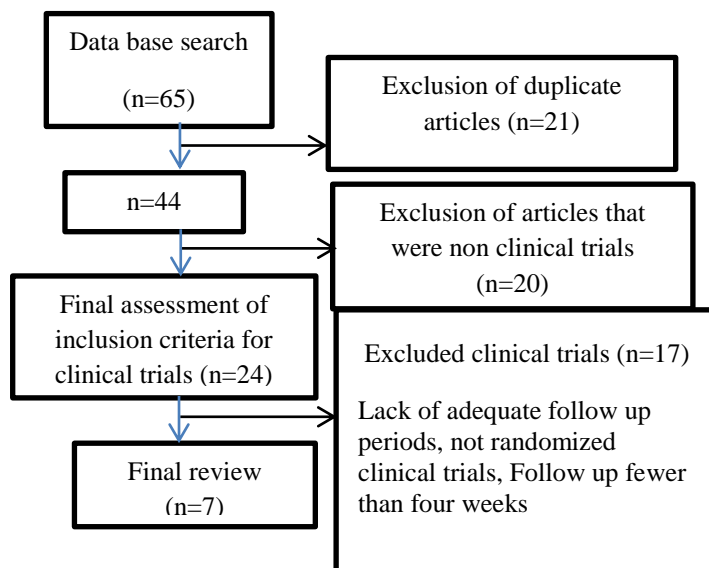 Data base search
(n=65)
Exclusion of duplicate
articles (n=21)
n=44
Exclusion of articles that
were non clinical trials
(n=20)
Final assessment of
inclusion criteria for
clinical trials (n=24)
Excluded clinical trials (n=17)
Lack of adequate follow up
periods, not randomized
clinical trials, Follow up fewer
than four weeks
Final review
(n=7)